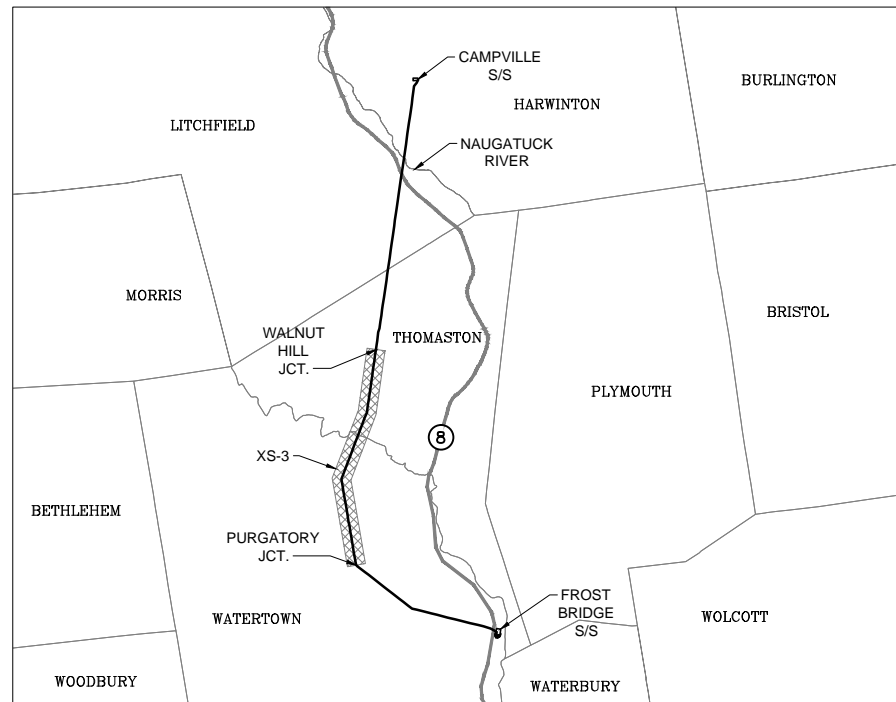 CAMPVILLE
S/S
BURLINGTON
HARWINTON
LITCHFIELD
NAUGATUCK
RIVER
MORRIS
BRISTOL
WALNUT
HILL
JCT.
THOMASTON
PLYMOUTH
8
XS-3
BETHLEHEM
PURGATORY
JCT.
FROST
BRIDGE
S/S
WATERTOWN
WOLCOTT
WOODBURY
WATERBURY